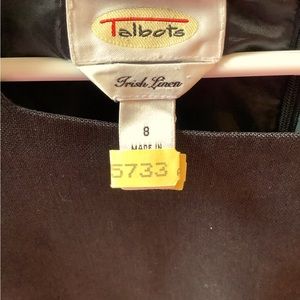 Talbots
Irish Linen
8
MADE IN
5733